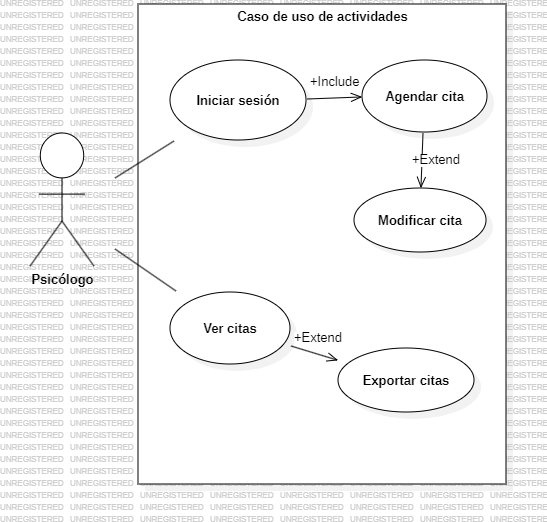 Caso de uso de actividades
+Include
Iniciar sesión
Agendar cita
+Extend
Modificar cita
Psicólogo
Ver citas
+Extend
Exportar citas
UNREGISTERED